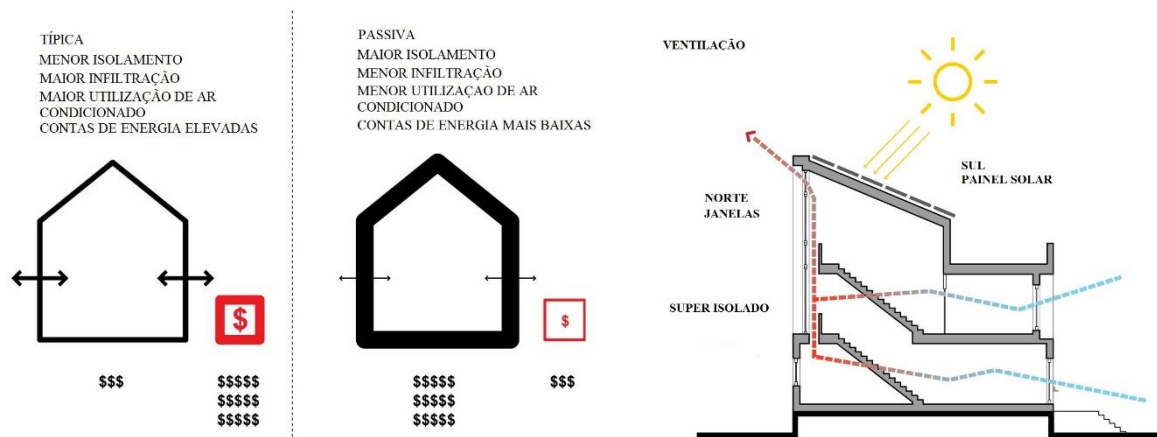 TÍPICA
MENOR ISOLAMENTO
MAIOR INFILTRAÇÃO
MAIOR UTILIZAÇÃO DE AR
CONDICIONADO
CONTAS DE ENERGIA ELEVADAS
$
$$$
$$$$$
$$$$$
$$$$$
PASSIVA
MAIOR ISOLAMENTO
MENOR INFILTRAÇÃO
MENOR UTILIZAÇAO DE AR
CONDICIONADO
CONTAS DE ENERGIA MAIS BAIXAS
$
$$$$$
$$$$$
$$$$$
$$$
VENTILAÇÃO
SUL
PAINEL SOLAR
NORTE
JANELAS
SUPER ISOLADO